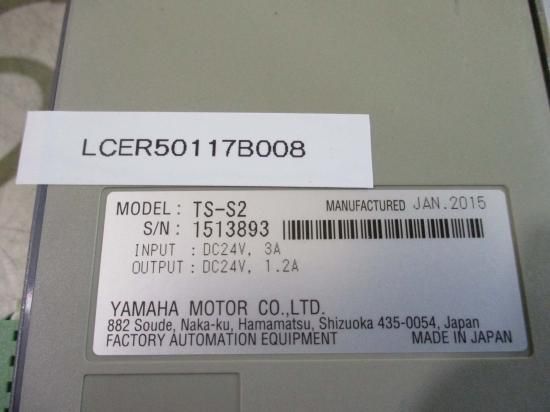 LCER50117B008
MODEL : TS-S2 MANUFACTURED JAN.2015
S/N : 1513893
INPUT : DC24V, 3A
OUTPUT : DC24V, 1.2A
YAMAHA MOTOR CO.,LTD.
882 Soude, Naka-ku, Hamamatsu, Shizuoka 435-0054, Japan
FACTORY AUTOMATION EQUIPMENT MADE IN JAPAN